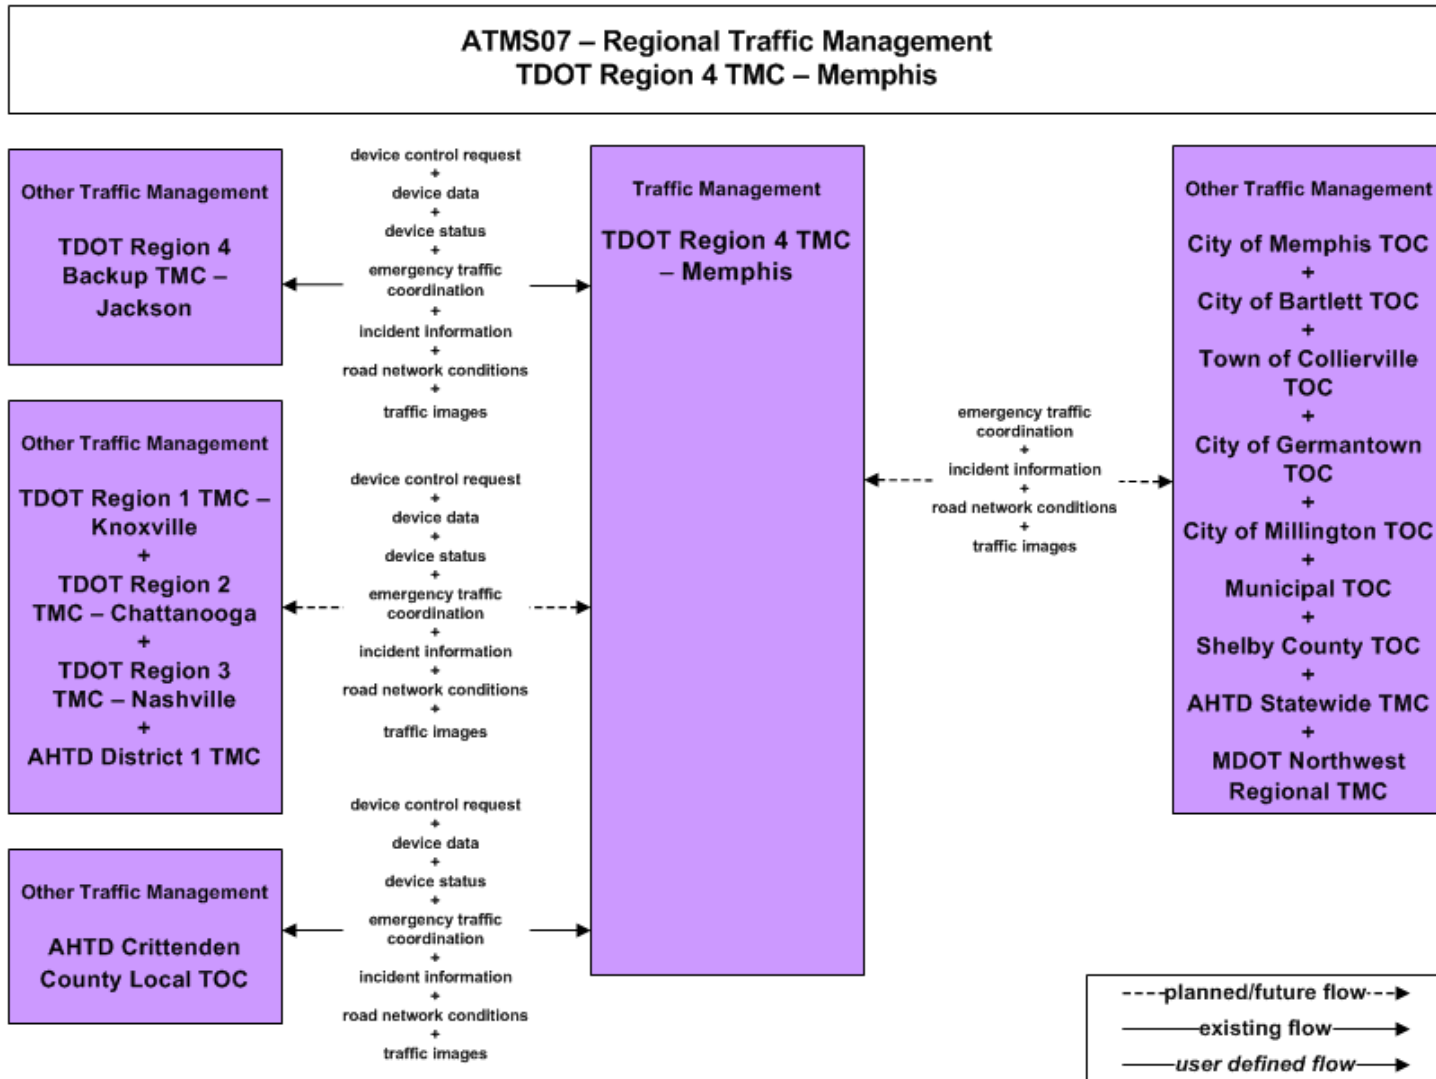 ATMS07 – Regional Traffic Management
TDOT Region 4 TMC – Memphis
Other Traffic Management
TDOT Region 4
Backup TMC –
Jackson
device control request
+
device data
+
device status
+
emergency traffic
coordination
+
incident information
+
road network conditions
+
traffic images
Other Traffic Management
TDOT Region 1 TMC –
Knoxville
+
TDOT Region 2
TMC – Chattanooga
+
TDOT Region 3
TMC – Nashville
+
AHTD District 1 TMC
device control request
+
device data
+
device status
+
emergency traffic
coordination
+
incident information
+
road network conditions
+
traffic images
Other Traffic Management
AHTD Crittenden
County Local TOC
device control request
+
device data
+
device status
+
emergency traffic
coordination
+
incident information
+
road network conditions
+
traffic images
Traffic Management
TDOT Region 4 TMC
– Memphis
emergency traffic
coordination
+
incident information
+
road network conditions
+
traffic images
Other Traffic Management
City of Memphis TOC
+
City of Bartlett TOC
+
Town of Collierville
TOC
+
City of Germantown
TOC
+
City of Millington TOC
+
Municipal TOC
+
Shelby County TOC
+
AHTD Statewide TMC
+
MDOT Northwest
Regional TMC
planned/future flow
existing flow
user defined flow